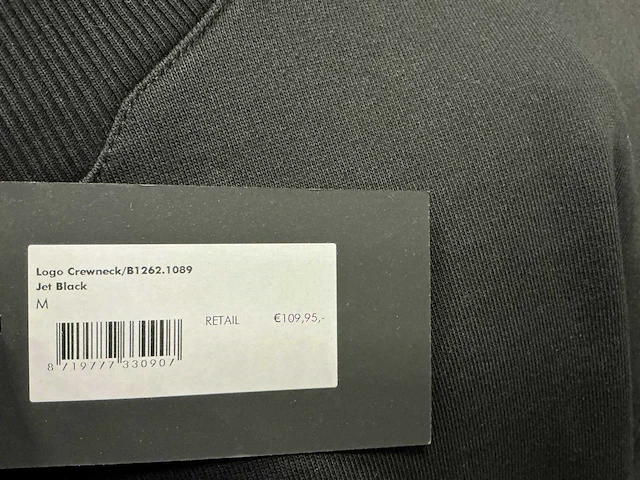 Logo Crewneck/B1262.1089
Jet Black
M
RETAIL €109,95,-
8 719777 330907